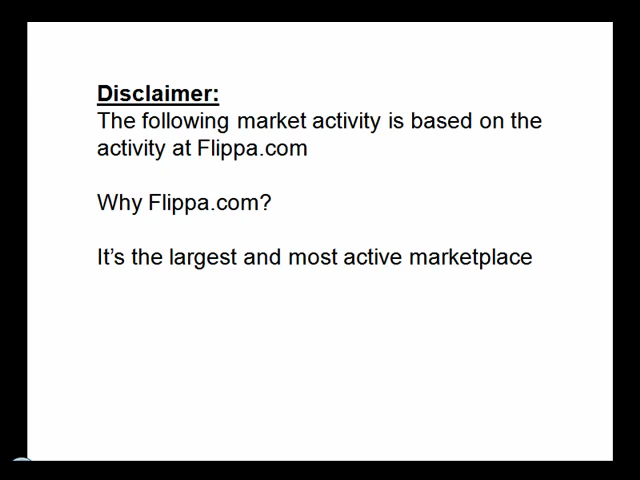 Disclaimer:
The following market activity is based on the
activity at Flippa.com
Why Flippa.com?
It’s the largest and most active marketplace